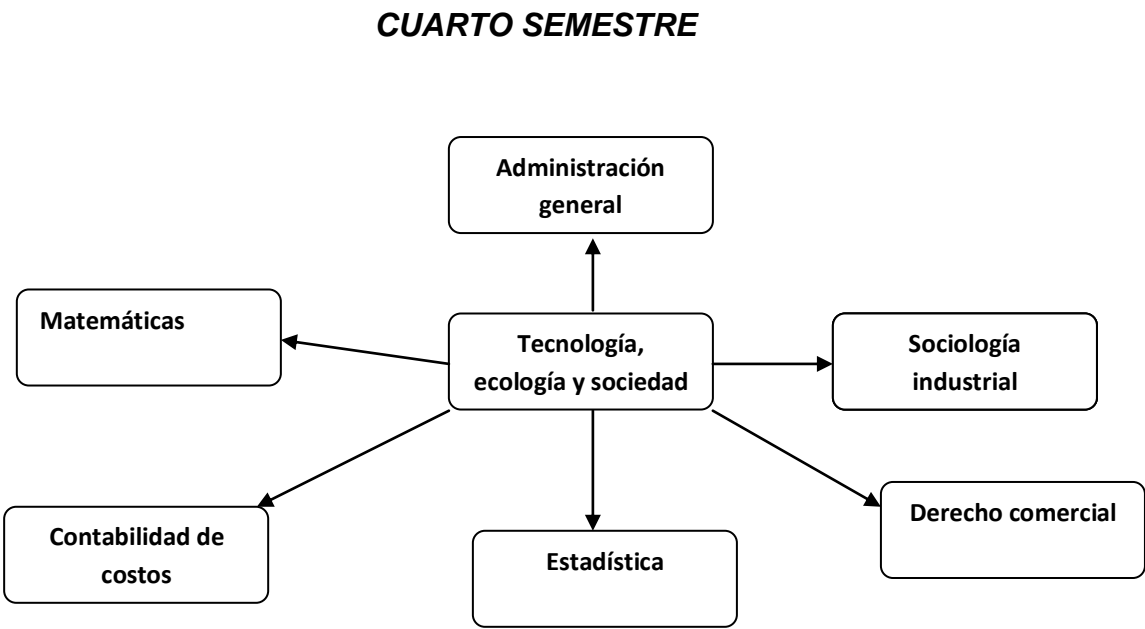 CUARTO SEMESTRE
Administración
general
Matemáticas
Tecnología,
ecología y sociedad
Sociología
industrial
Contabilidad de
costos
Estadística
Derecho comercial